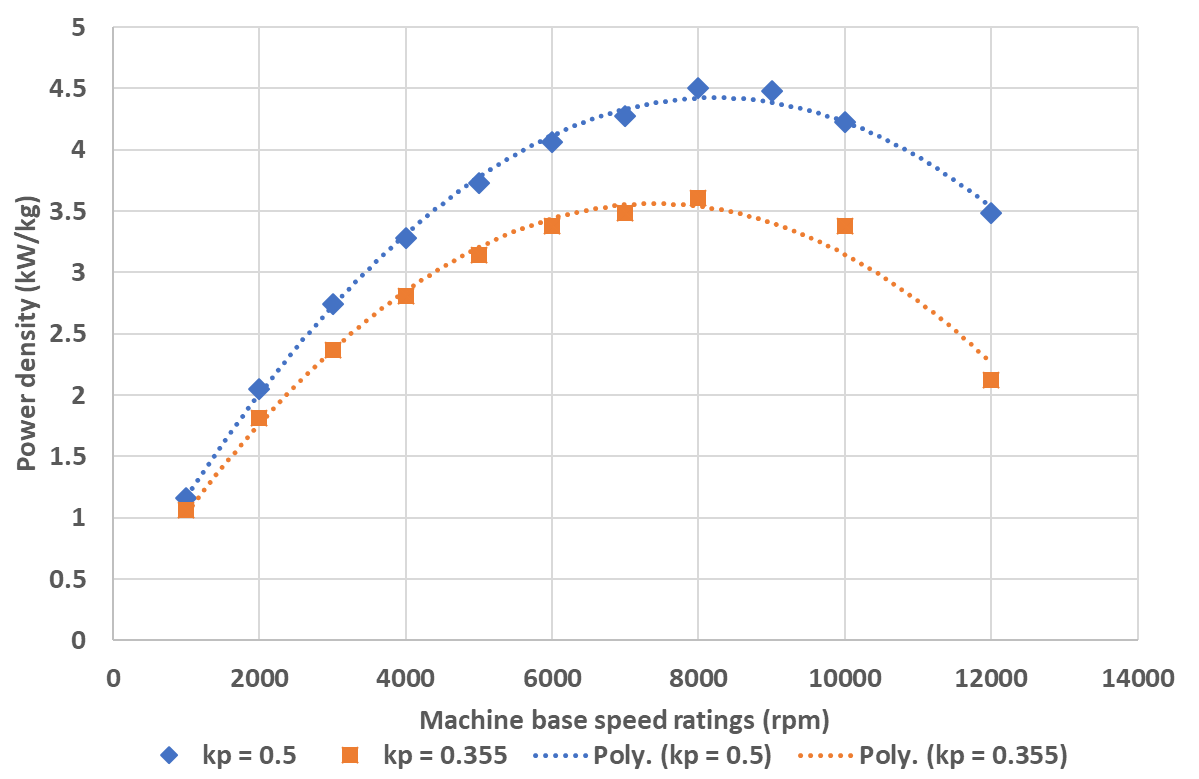 5
4.5
4
3.5
3
2.5
2
1.5
1
0.5
0
Power density (kW/kg)
0 2000 4000 6000 8000 10000 12000 14000
Machine base speed ratings (rpm)
kp = 0.5 kp = 0.355 Poly. (kp = 0.5) Poly. (kp = 0.355)